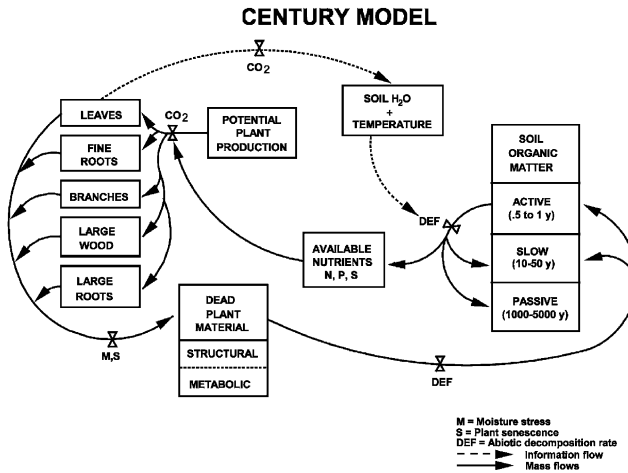 CENTURY MODEL
CO2
LEAVES
FINE
ROOTS
BRANCHES
LARGE
WOOD
LARGE
ROOTS
CO2
POTENTIAL
PLANT
PRODUCTION
SOIL H2O
+
TEMPERATURE
SOIL
ORGANIC
MATTER
ACTIVE
(.5 to 1 y)
SLOW
(10-50 y)
PASSIVE
(1000-5000 y)
DEF
AVAILABLE
NUTRIENTS
N, P, S
DEAD
PLANT
MATERIAL
STRUCTURAL
METABOLIC
M,S
DEF
M = Moisture stress
S = Plant senescence
DEF = Abiotic decomposition rate
Information flow
Mass flows